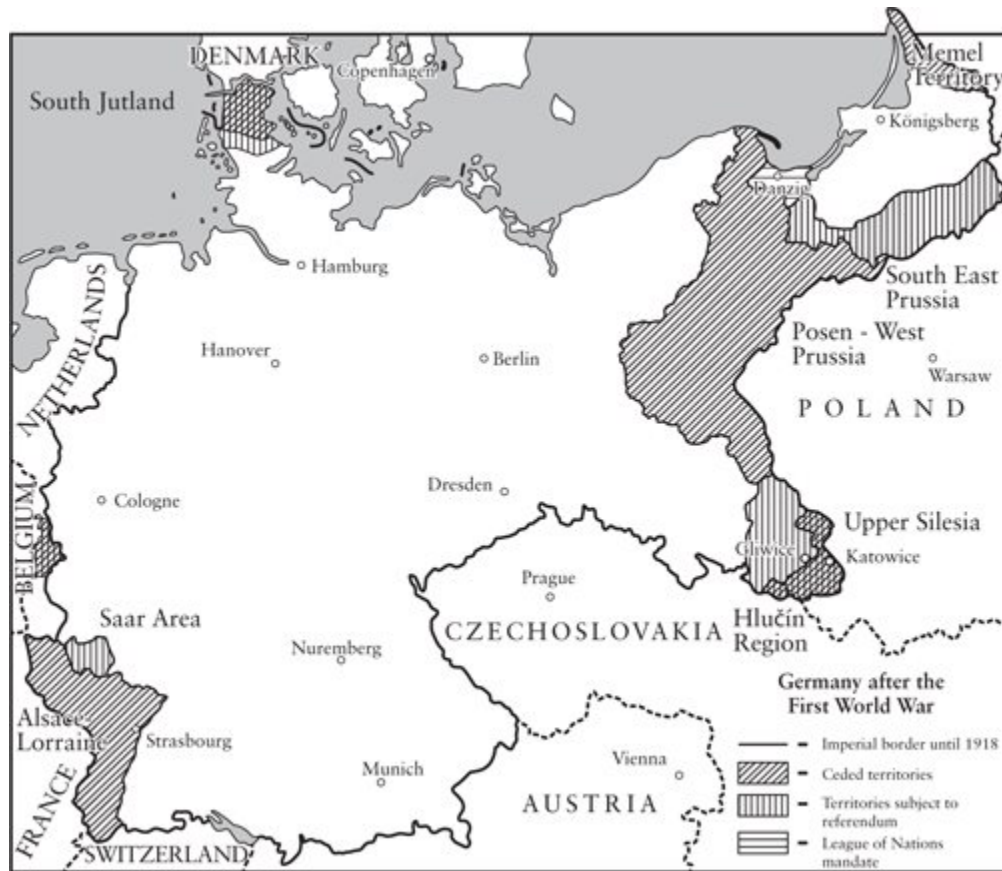 DENMARK
Copenhagen
Memel
Territory
South Jutland
Königsberg
Danzig
Hamburg
South East
Prussia
NETHERLANDS
Hanover
Berlin
Posen - West
Prussia
Warsaw
POLAND
Cologne
Dresden
BELGIUM
Upper Silesia
Gliwice
Katowice
Prague
Saar Area
CZECHOSLOVAKIA
Hlučín
Region
Nuremberg
Alsace-
Lorraine
Strasbourg
Munich
Vienna
AUSTRIA
FRANCE
SWITZERLAND
Germany after the
First World War
Imperial border until 1918
Ceded territories
Territories subject to
referendum
League of Nations
mandate